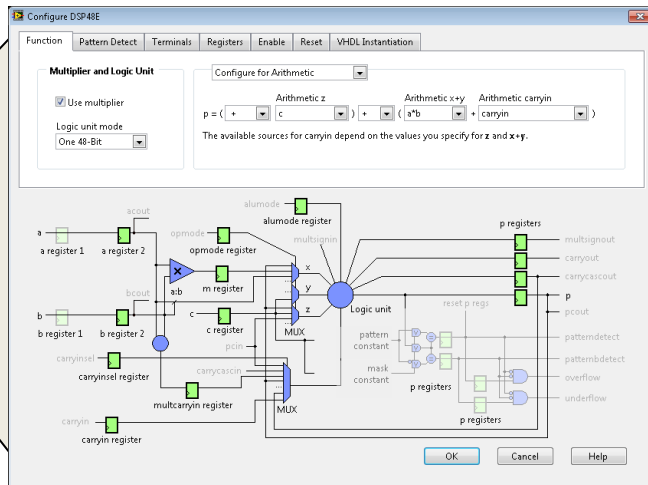 Configure DSP48E
Function Pattern Detect Terminals Registers Enable Reset VHDL Instantiation
Multiplier and Logic Unit
Use multiplier
Logic unit mode
One 48-Bit
Configure for Arithmetic
Arithmetic z Arithmetic x+y Arithmetic carryin
p = ( + c ) + ( a*b + carryin )
The available sources for carryin depend on the values you specify for z and x+y.
acout
a
a register 1 a register 2
opmode
opmode register
alumode
alumode register
multsignin
p registers
multsignout
carryout
carrycascout
p
pcout
x
a:b
m register
bcout
b
b register 1 b register 2
y
c
z
c register
MUX
Logic unit
reset p regs
pattern
constant
mask
constant
patterndetect
patternbdetect
overflow
underflow
p registers
p registers
pcin
carryinsel
carryinsel register
carrycascin
multcarryin register
MUX
carryin
carryin register
OK Cancel Help